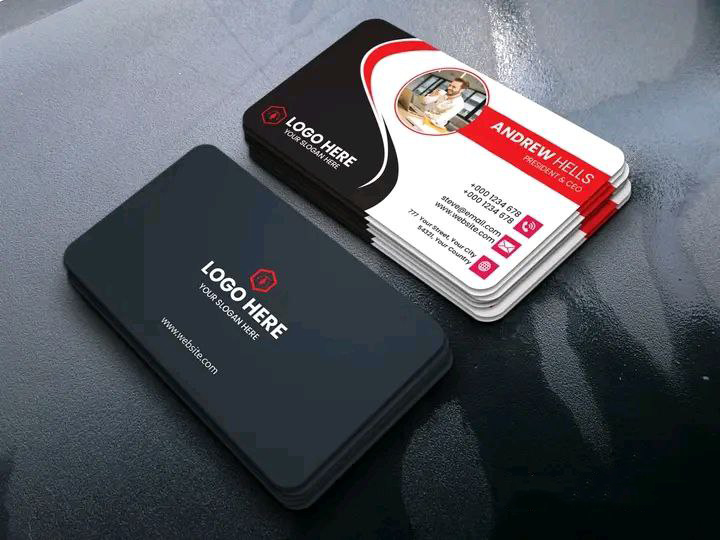 LOGO HERE
YOUR SLOGAN HERE
ANDREW HELLS
PRESIDENT & CEO
+000 1234 678
+000 1234 678
steve@email.com
www.website.com
777 Your Street, Your City
54321, Your Country
LOGO HERE
YOUR SLOGAN HERE
www.website.com